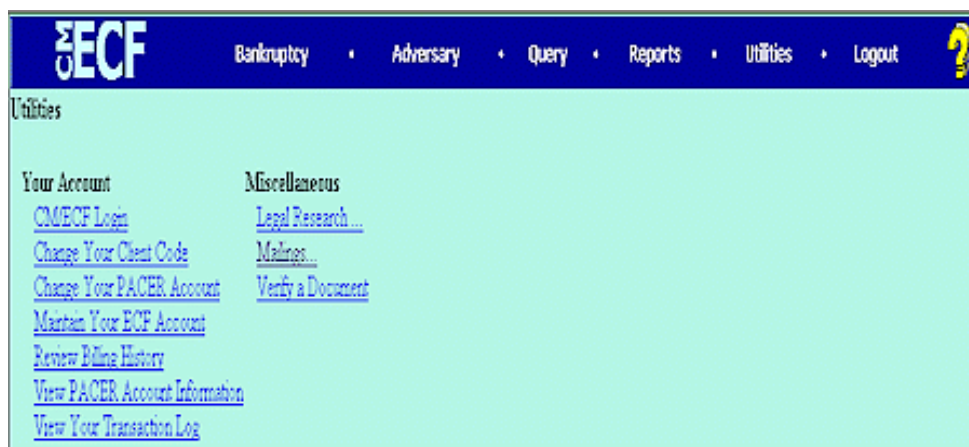 CM ECF Bankruptcy • Adversary • Query • Reports • Utilities • Logout ?
Utilities
Your Account Miscellaneous
CM/ECF Login Legal Research ...
Change Your Client Code Mailings...
Change Your PACER Account Verify a Document
Maintain Your ECF Account
Review Billing History
View PACER Account Information
View Your Transaction Log